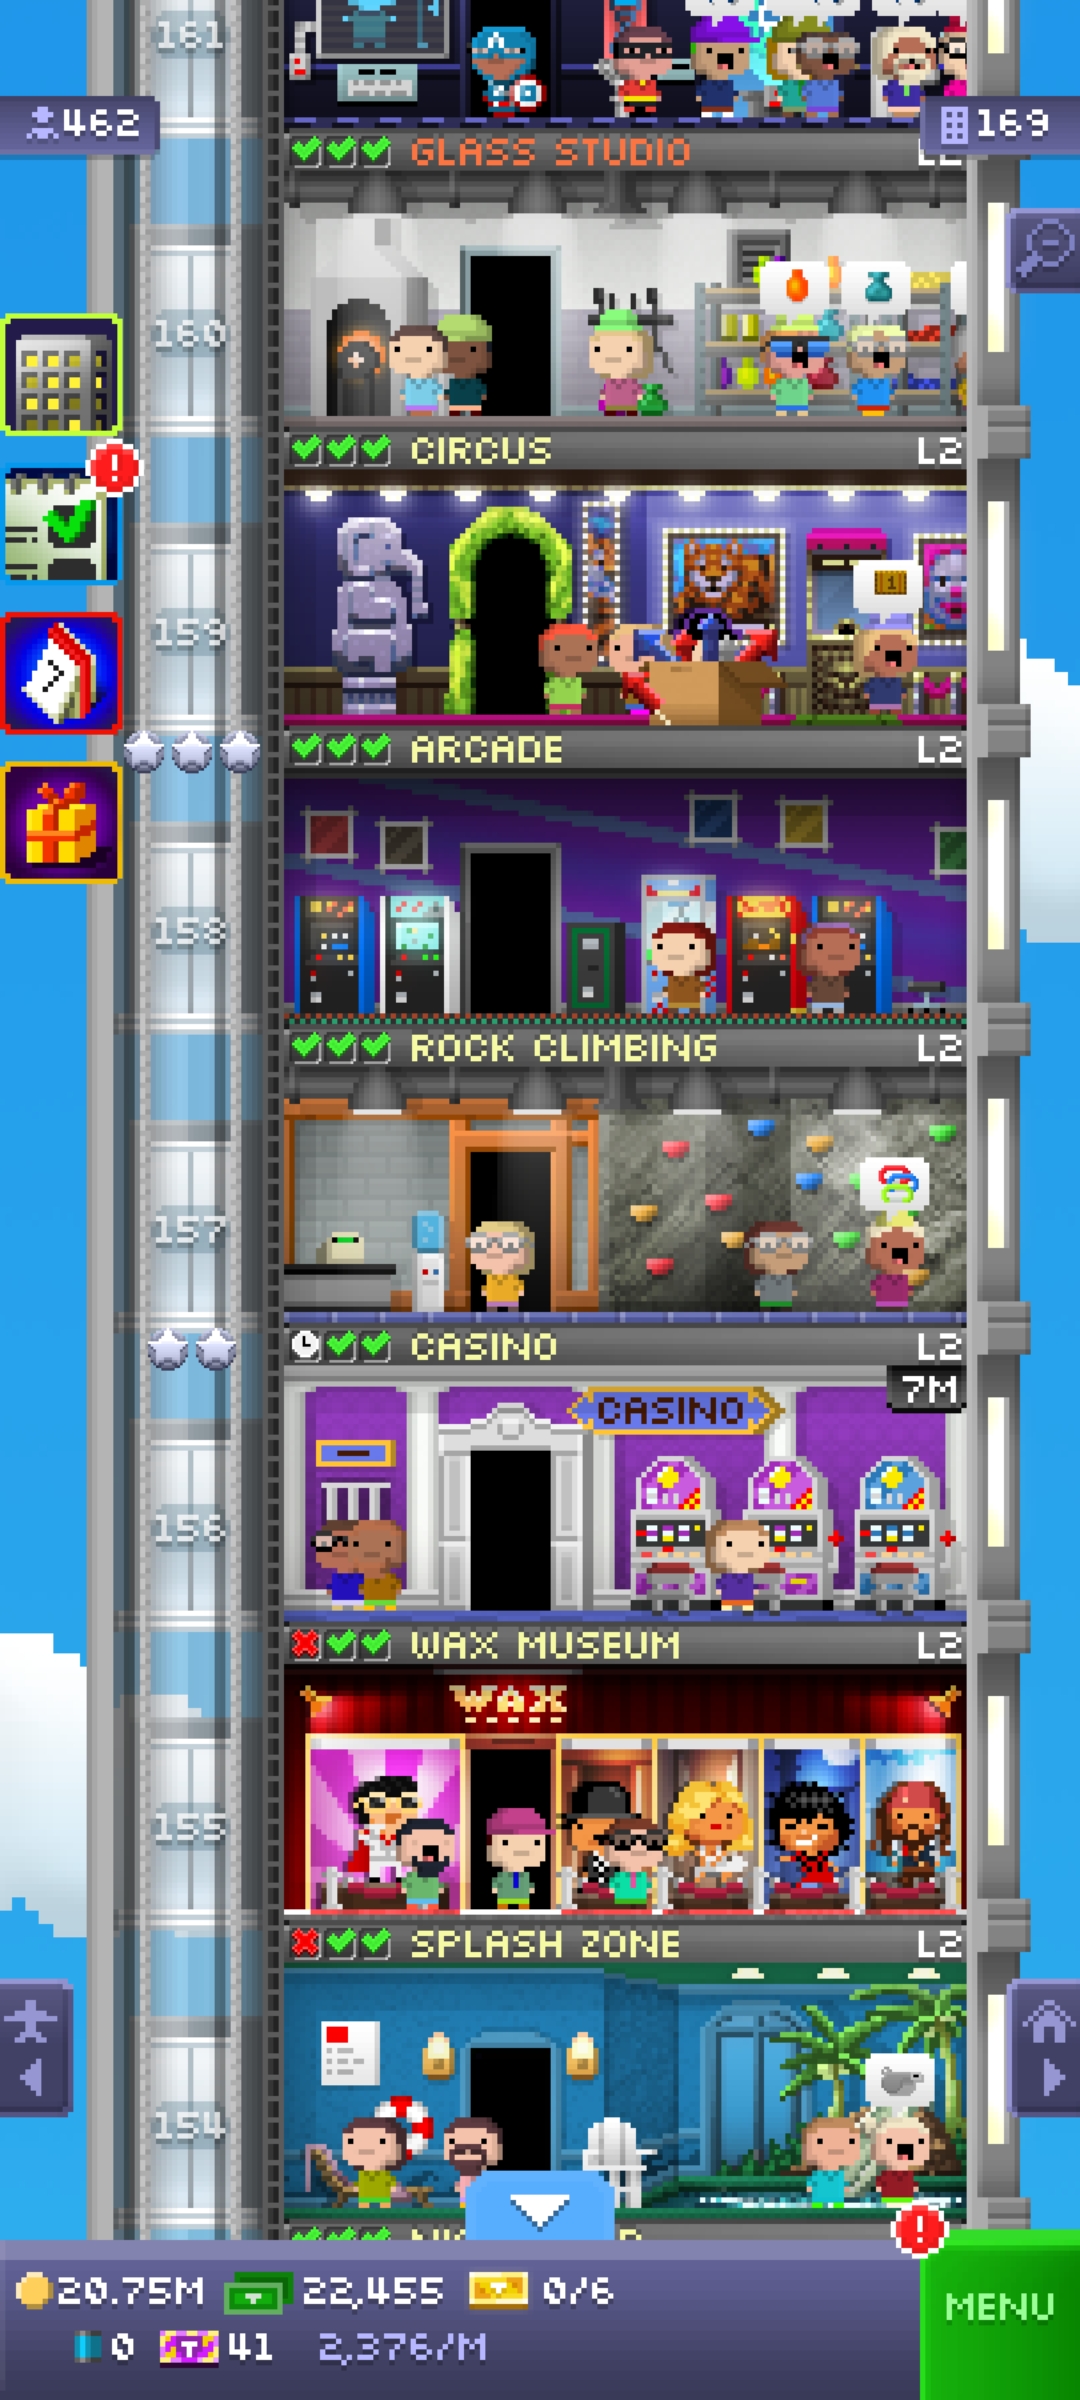 161
462
169
GLASS STUDIO
160
CIRCUS L2
1
159
7
ARCADE L2
158
ROCK CLIMBING L2
157
CASINO L2
7M
CASINO
156
WAX MUSEUM L2
WAX
155
SPLASH ZONE L2
154
20.75M 22,455 0/6
MENU
0 41 2,376/M